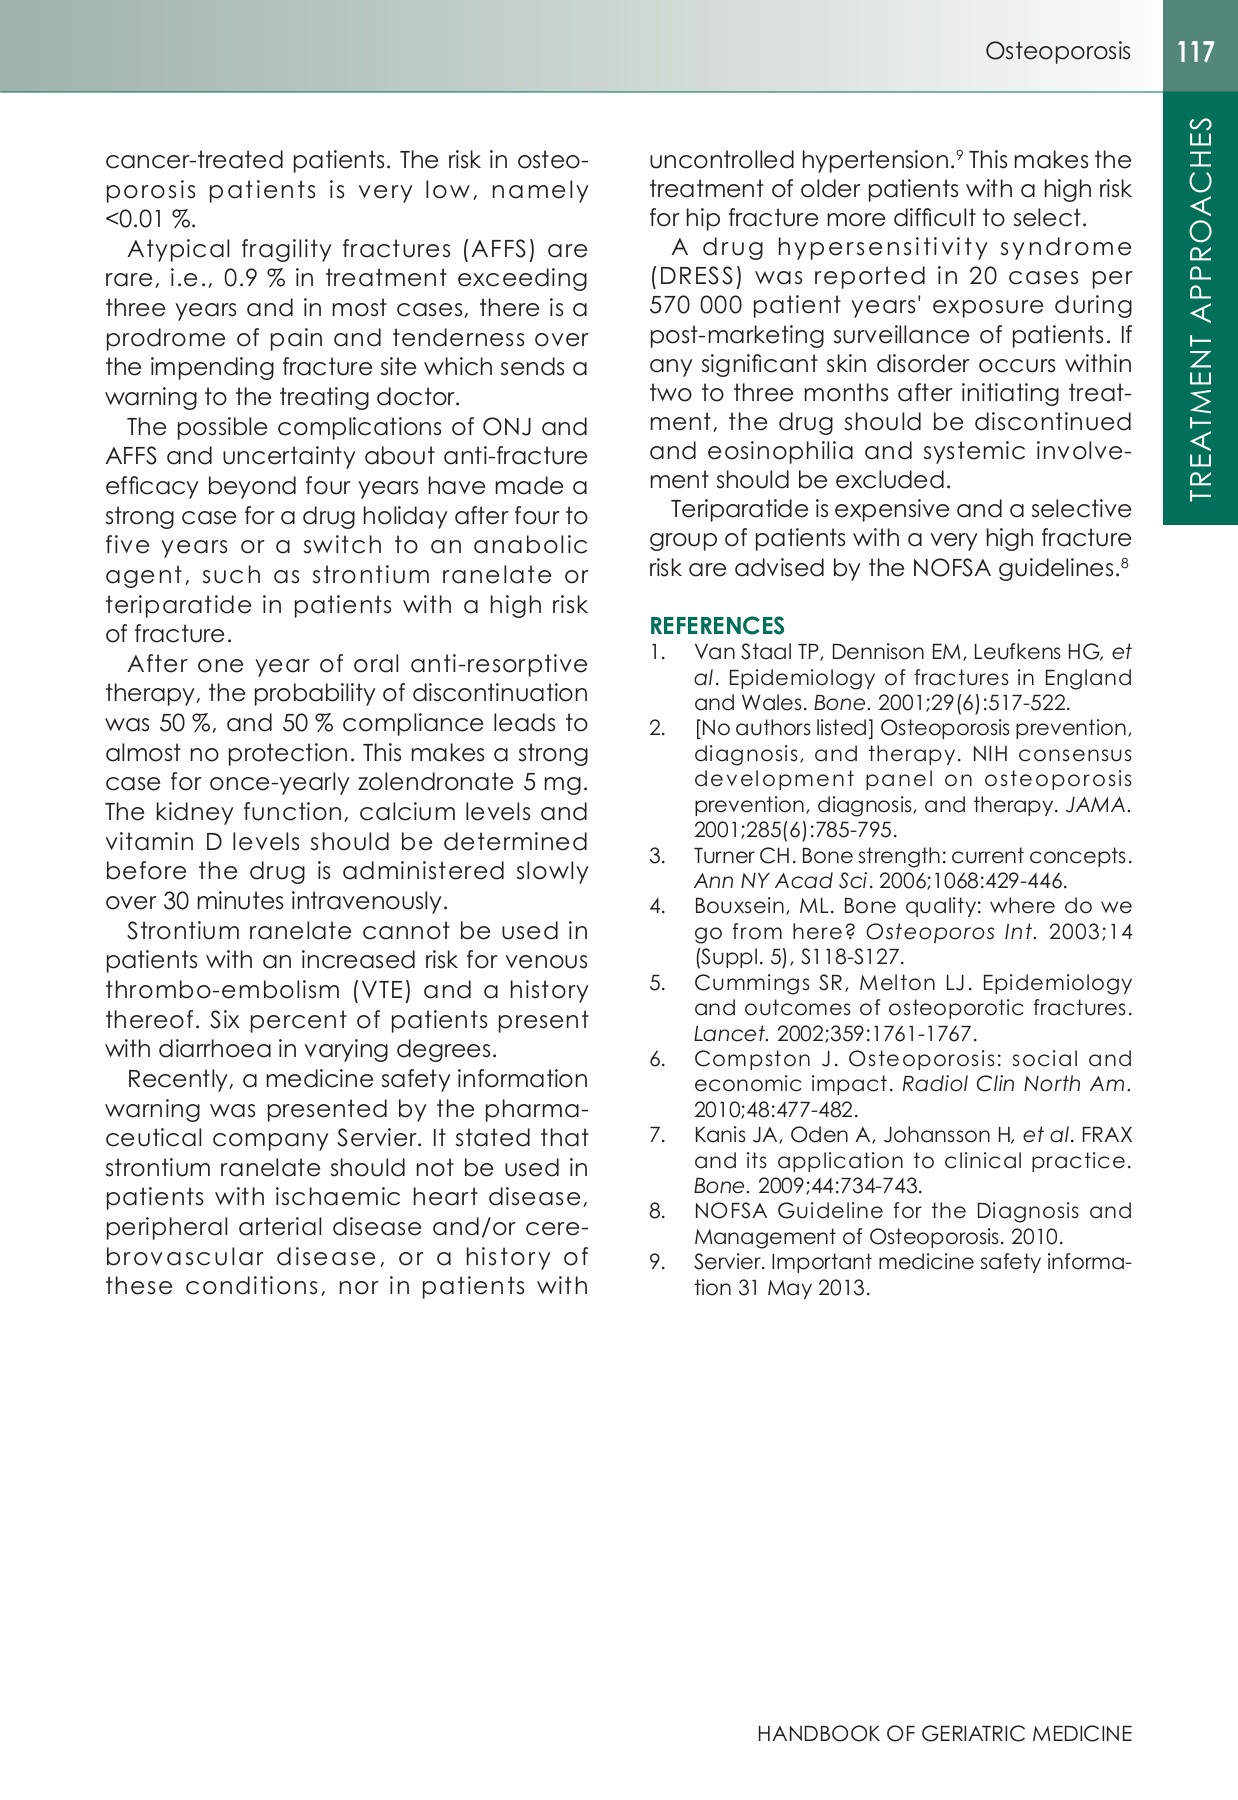 Osteoporosis
117
TREATMENT APPROACHES
cancer-treated patients. The risk in osteo-
porosis patients is very low, namely
<0.01 %.
Atypical fragility fractures (AFFS) are
rare, i.e., 0.9 % in treatment exceeding
three years and in most cases, there is a
prodrome of pain and tenderness over
the impending fracture site which sends a
warning to the treating doctor.
The possible complications of ONJ and
AFFS and uncertainty about anti-fracture
efficacy beyond four years have made a
strong case for a drug holiday after four to
five years or a switch to an anabolic
agent, such as strontium ranelate or
teriparatide in patients with a high risk
of fracture.
After one year of oral anti-resorptive
therapy, the probability of discontinuation
was 50 %, and 50 % compliance leads to
almost no protection. This makes a strong
case for once-yearly zolendronate 5 mg.
The kidney function, calcium levels and
vitamin D levels should be determined
before the drug is administered slowly
over 30 minutes intravenously.
Strontium ranelate cannot be used in
patients with an increased risk for venous
thrombo-embolism (VTE) and a history
thereof. Six percent of patients present
with diarrhoea in varying degrees.
Recently, a medicine safety information
warning was presented by the pharma-
ceutical company Servier. It stated that
strontium ranelate should not be used in
patients with ischaemic heart disease,
peripheral arterial disease and/or cere-
brovascular disease, or a history of
these conditions, nor in patients with
uncontrolled hypertension.⁹ This makes the
treatment of older patients with a high risk
for hip fracture more difficult to select.
A drug hypersensitivity syndrome
(DRESS) was reported in 20 cases per
570 000 patient years' exposure during
post-marketing surveillance of patients. If
any significant skin disorder occurs within
two to three months after initiating treat-
ment, the drug should be discontinued
and eosinophilia and systemic involve-
ment should be excluded.
Teriparatide is expensive and a selective
group of patients with a very high fracture
risk are advised by the NOFSA guidelines.⁸
REFERENCES
1. Van Staal TP, Dennison EM, Leufkens HG, et
al. Epidemiology of fractures in England
and Wales. Bone. 2001;29(6):517-522.
2. [No authors listed] Osteoporosis prevention,
diagnosis, and therapy. NIH consensus
development panel on osteoporosis
prevention, diagnosis, and therapy. JAMA.
2001;285(6):785-795.
3. Turner CH. Bone strength: current concepts.
Ann NY Acad Sci. 2006;1068:429-446.
4. Bouxsein, ML. Bone quality: where do we
go from here? Osteoporos Int. 2003;14
(Suppl. 5), S118-S127.
5. Cummings SR, Melton LJ. Epidemiology
and outcomes of osteoporotic fractures.
Lancet. 2002;359:1761-1767.
6. Compston J. Osteoporosis: social and
economic impact. Radiol Clin North Am.
2010;48:477-482.
7. Kanis JA, Oden A, Johansson H, et al. FRAX
and its application to clinical practice.
Bone. 2009;44:734-743.
8. NOFSA Guideline for the Diagnosis and
Management of Osteoporosis. 2010.
9. Servier. Important medicine safety informa-
tion 31 May 2013.
HANDBOOK OF GERIATRIC MEDICINE